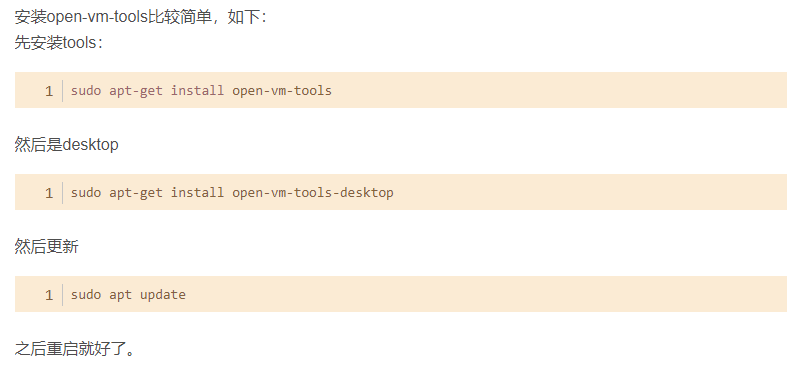 安装open-vm-tools比较简单，如下：
先安装tools：
1 sudo apt-get install open-vm-tools
然后是desktop
1 sudo apt-get install open-vm-tools-desktop
然后更新
1 sudo apt update
之后重启就好了。